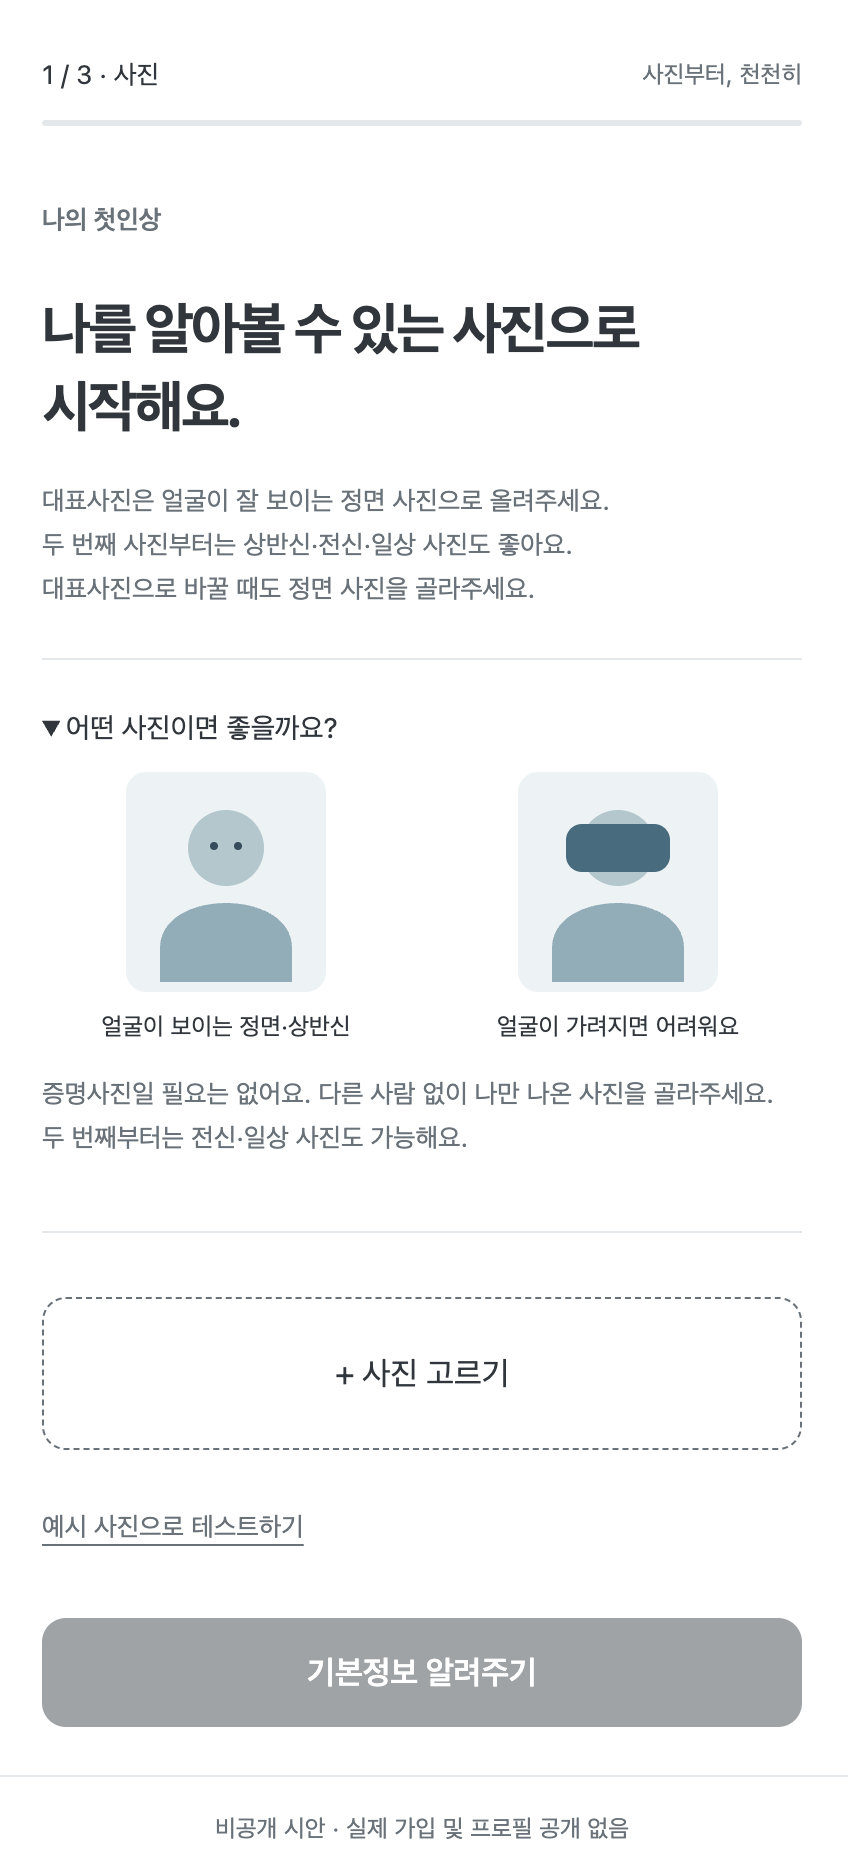 1 / 3 · 사진
사진부터, 천천히
나의 첫인상
나를 알아볼 수 있는 사진으로
시작해요.
대표사진은 얼굴이 잘 보이는 정면 사진으로 올려주세요.
두 번째 사진부터는 상반신·전신·일상 사진도 좋아요.
대표사진으로 바꿀 때도 정면 사진을 골라주세요.
▼ 어떤 사진이면 좋을까요?
얼굴이 보이는 정면·상반신
얼굴이 가려지면 어려워요
증명사진일 필요는 없어요. 다른 사람 없이 나만 나온 사진을 골라주세요.
두 번째부터는 전신·일상 사진도 가능해요.
+ 사진 고르기
예시 사진으로 테스트하기
기본정보 알려주기
비공개 시안 · 실제 가입 및 프로필 공개 없음